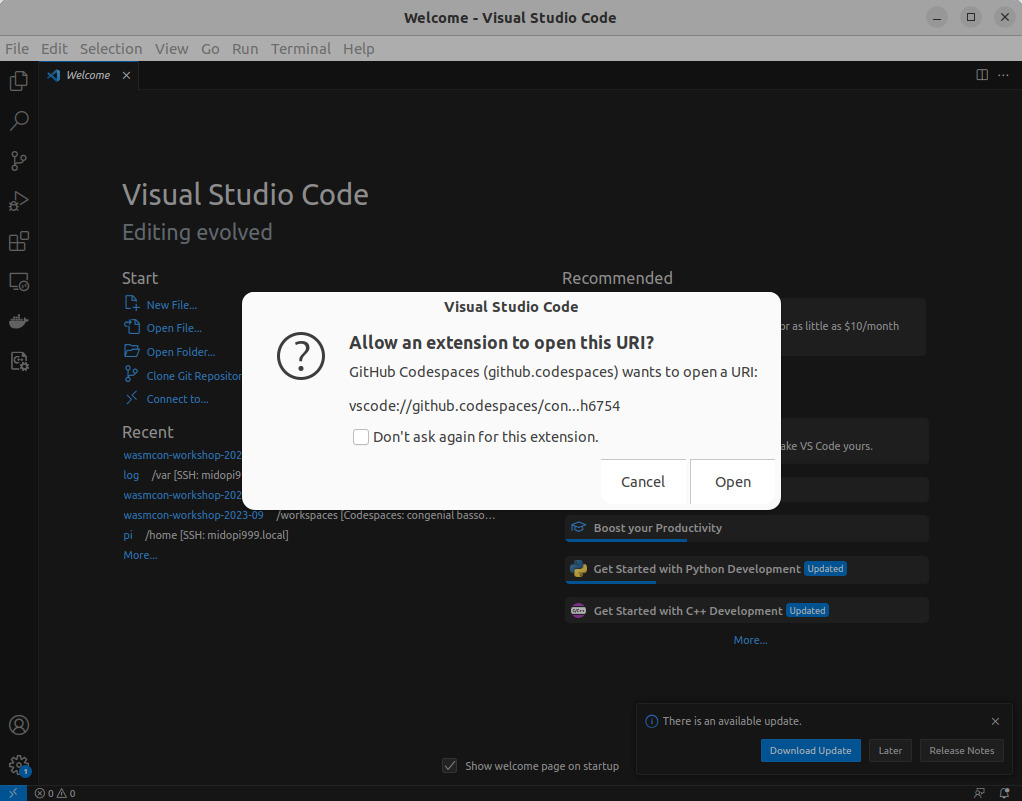 Welcome - Visual Studio Code
File Edit Selection View Go Run Terminal Help
Welcome
Visual Studio Code
Editing evolved
Start
New File...
Open File...
Open Folder...
Clone Git Repositor
Connect to...
Recent
wasmcon-workshop-202
log /var [SSH: midopi9
wasmcon-workshop-202
wasmcon-workshop-2023-09 /workspaces [Codespaces: congenial basso...
pi /home [SSH: midopi999.local]
More...
Recommended
or as little as $10/month
ake VS Code yours.
Boost your Productivity
Get Started with Python Development Updated
Get Started with C++ Development Updated
More...
Visual Studio Code
Allow an extension to open this URI?
GitHub Codespaces (github.codespaces) wants to open a URI:
vscode://github.codespaces/con...h6754
Don't ask again for this extension.
Cancel Open
There is an available update.
Download Update Later Release Notes
Show welcome page on startup
1
0 0